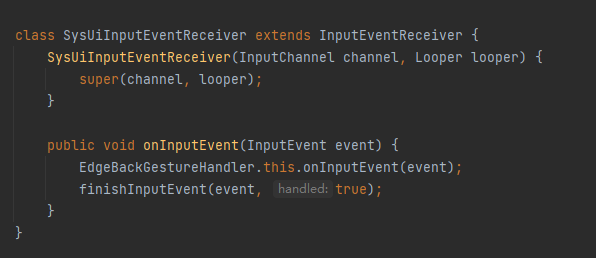 class SysUiInputEventReceiver extends InputEventReceiver {
SysUiInputEventReceiver(InputChannel channel, Looper looper) {
super(channel, looper);
}
public void onInputEvent(InputEvent event) {
EdgeBackGestureHandler.this.onInputEvent(event);
finishInputEvent(event, handled: true);
}
}